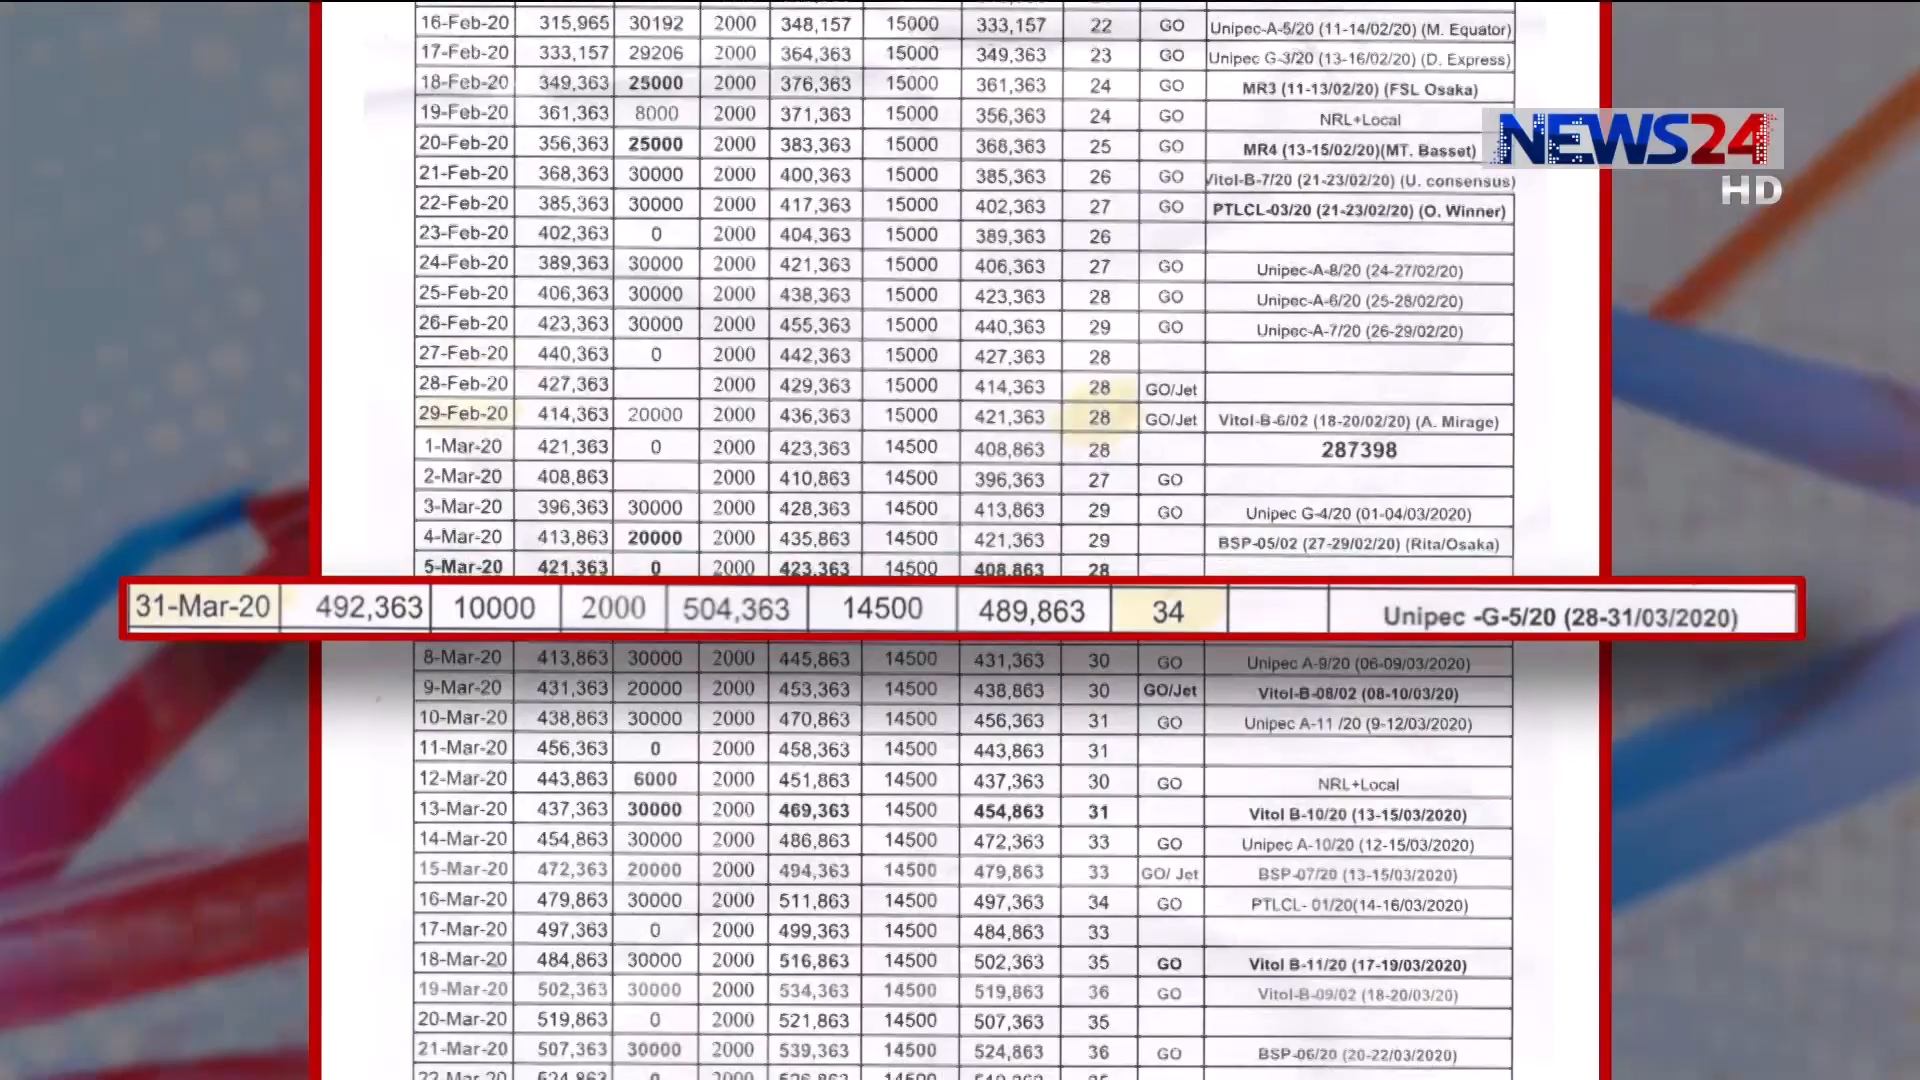 16-Feb-20 315,965 30192 2000 348,157 15000 333,157 22 GO Unipec-A-5/20 (11-14/02/20) (M. Equator)
17-Feb-20 333,157 29206 2000 364,363 15000 349,363 23 GO Unipec G-3/20 (13-16/02/20) (D. Express)
18-Feb-20 349,363 25000 2000 376,363 15000 361,363 24 GO MR3 (11-13/02/20) (FSL Osaka)
19-Feb-20 361,363 8000 2000 371,363 15000 356,363 24 GO NRL+Local
20-Feb-20 356,363 25000 2000 383,363 15000 368,363 25 GO MR4 (13-15/02/20)(MT. Basset)
NEWS24
HD
21-Feb-20 368,363 30000 2000 400,363 15000 385,363 26 GO Vitol-B-7/20 (21-23/02/20) (U. consensus)
22-Feb-20 385,363 30000 2000 417,363 15000 402,363 27 GO PTLCL-03/20 (21-23/02/20) (O. Winner)
23-Feb-20 402,363 0 2000 404,363 15000 389,363 26
24-Feb-20 389,363 30000 2000 421,363 15000 406,363 27 GO Unipec-A-8/20 (24-27/02/20)
25-Feb-20 406,363 30000 2000 438,363 15000 423,363 28 GO Unipec-A-6/20 (25-28/02/20)
26-Feb-20 423,363 30000 2000 455,363 15000 440,363 29 GO Unipec-A-7/20 (26-29/02/20)
27-Feb-20 440,363 0 2000 442,363 15000 427,363 28
28-Feb-20 427,363 2000 429,363 15000 414,363 28 GO/Jet
29-Feb-20 414,363 20000 2000 436,363 15000 421,363 28 GO/Jet Vitol-B-6/02 (18-20/02/20) (A. Mirage)
1-Mar-20 421,363 0 2000 423,363 14500 408,863 28 287398
2-Mar-20 408,863 2000 410,863 14500 396,363 27 GO
3-Mar-20 396,363 30000 2000 428,363 14500 413,863 29 GO Unipec G-4/20 (01-04/03/2020)
4-Mar-20 413,863 20000 2000 435,863 14500 421,363 29 BSP-05/02 (27-29/02/20) (Rita/Osaka)
5-Mar-20 421,363 0 2000 423,363 14500 408,863 28
31-Mar-20 492,363 10000 2000 504,363 14500 489,863 34 Unipec -G-5/20 (28-31/03/2020)
8-Mar-20 413,863 30000 2000 445,863 14500 431,363 30 GO Unipec A-9/20 (06-09/03/2020)
9-Mar-20 431,363 20000 2000 453,363 14500 438,863 30 GO/Jet Vitol-B-08/02 (08-10/03/20)
10-Mar-20 438,863 30000 2000 470,863 14500 456,363 31 GO Unipec A-11 /20 (9-12/03/2020)
11-Mar-20 456,363 0 2000 458,363 14500 443,863 31
12-Mar-20 443,863 6000 2000 451,863 14500 437,363 30 GO NRL+Local
13-Mar-20 437,363 30000 2000 469,363 14500 454,863 31 Vitol B-10/20 (13-15/03/2020)
14-Mar-20 454,863 30000 2000 486,863 14500 472,363 33 GO Unipec A-10/20 (12-15/03/2020)
15-Mar-20 472,363 20000 2000 494,363 14500 479,863 33 GO/ Jet BSP-07/20 (13-15/03/2020)
16-Mar-20 479,863 30000 2000 511,863 14500 497,363 34 GO PTLCL- 01/20(14-16/03/2020)
17-Mar-20 497,363 0 2000 499,363 14500 484,863 33
18-Mar-20 484,863 30000 2000 516,863 14500 502,363 35 GO Vitol B-11/20 (17-19/03/2020)
19-Mar-20 502,363 30000 2000 534,363 14500 519,863 36 GO Vitol-B-09/02 (18-20/03/20)
20-Mar-20 519,863 0 2000 521,863 14500 507,363 35
21-Mar-20 507,363 30000 2000 539,363 14500 524,863 36 GO BSP-06/20 (20-22/03/2020)